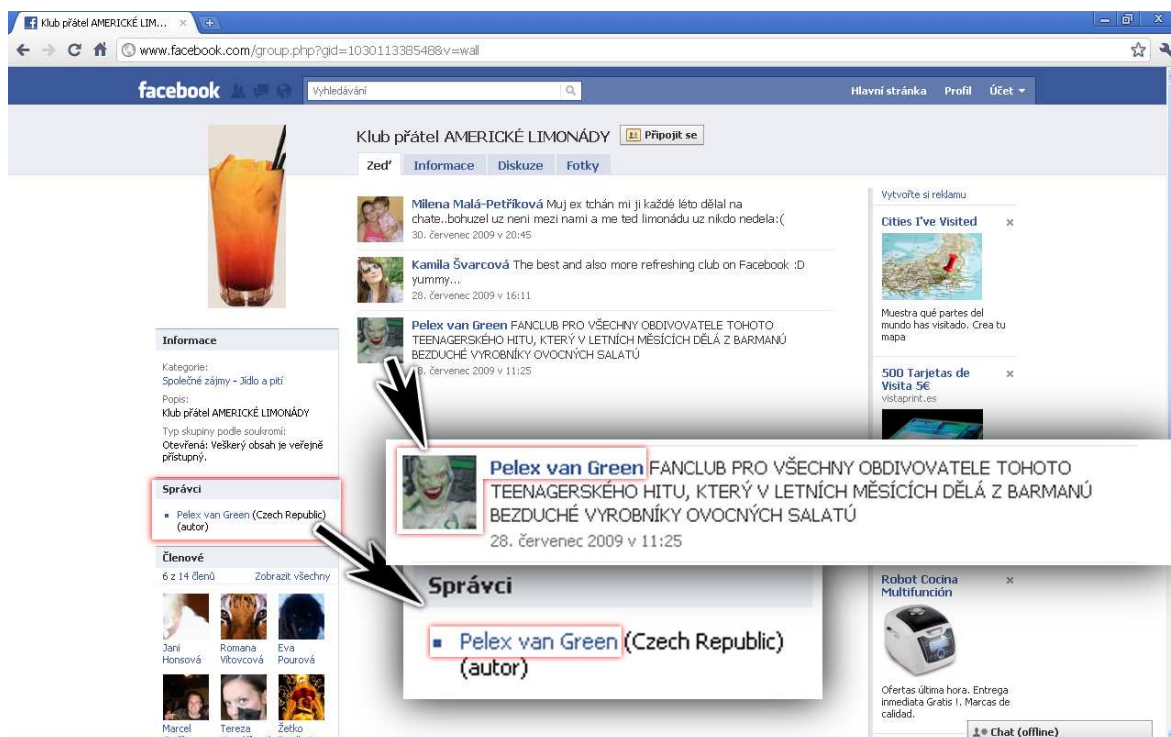 Klub přátel AMERICKÉ LIM...
www.facebook.com/group.php?gid=103011338548&v=wall
facebook
Vyhledávání
Hlavní stránka Profil Účet
Klub přátel AMERICKÉ LIMONÁDY
Připojit se
Zeď Informace Diskuze Fotky
Milena Malá-Petříková Muj ex tchán mi ji každé léto dělal na
chate..bohuzel uz neni mezi nami a me ted limonádu uz nikdo nedela:(
30. červenec 2009 v 20:45
Kamila Švarcová The best and also more refreshing club on Facebook :D
yummy...
28. červenec 2009 v 16:11
Pelex van Green FANCLUB PRO VŠECHNY OBDIVOVATELE TOHOTO
TEENAGERSKÉHO HITU, KTERÝ V LETNÍCH MĚSÍCÍCH DĚLÁ Z BARMANÚ
BEZDUCHÉ VYROBNÍKY OVOCNÝCH SALATÚ
8. červenec 2009 v 11:25
Informace
Kategorie:
Společné zájmy - Jídlo a pití
Popis:
Klub přátel AMERICKÉ LIMONÁDY
Typ skupiny podle soukromí:
Otevřená: Veškerý obsah je veřejně
přístupný.
Správci
Pelex van Green (Czech Republic)
(autor)
Členové
6 z 14 členů Zobrazit všechny
Jani
Honsová
Romana
Vítovcová
Eva
Pourová
Marcel
Tereza
Žetko
Pelex van Green FANCLUB PRO VŠECHNY OBDIVOVATELE TOHOTO
TEENAGERSKÉHO HITU, KTERÝ V LETNÍCH MĚSÍCÍCH DĚLÁ Z BARMANÚ
BEZDUCHÉ VYROBNÍKY OVOCNÝCH SALATÚ
28. červenec 2009 v 11:25
Správci
Pelex van Green (Czech Republic)
(autor)
Vytvořte si reklamu
Cities I've Visited
Muestra qué partes del
mundo has visitado. Crea tu
mapa
500 Tarjetas de
Visita 5€
vistaprint.es
Robot Cocina
Multifunción
Ofertas última hora. Entrega
inmediata Gratis !. Marcas de
calidad.
Chat (offline)